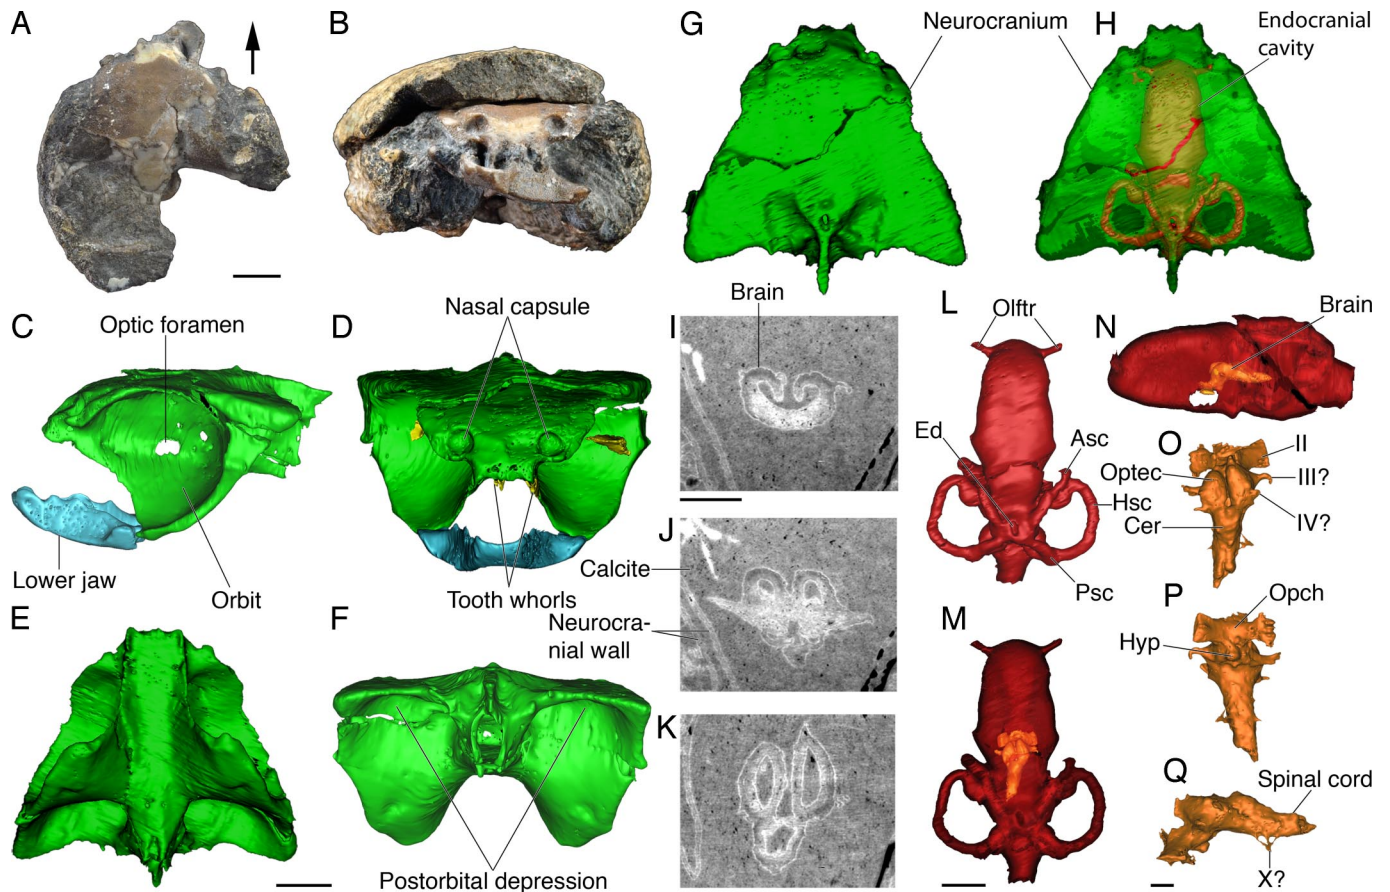 A
B
G
Neurocranium
H
Endocranial
cavity
C
Optic foramen
Lower jaw
Orbit
D
Nasal capsule
Tooth whorls
E
F
Postorbital depression
I
Brain
J
Calcite
Neurocra-
nial wall
K
L
Olftr
Ed
Asc
Hsc
Psc
M
N
Brain
O
II
Optec
III?
IV?
Cer
P
Opch
Hyp
Q
Spinal cord
X?